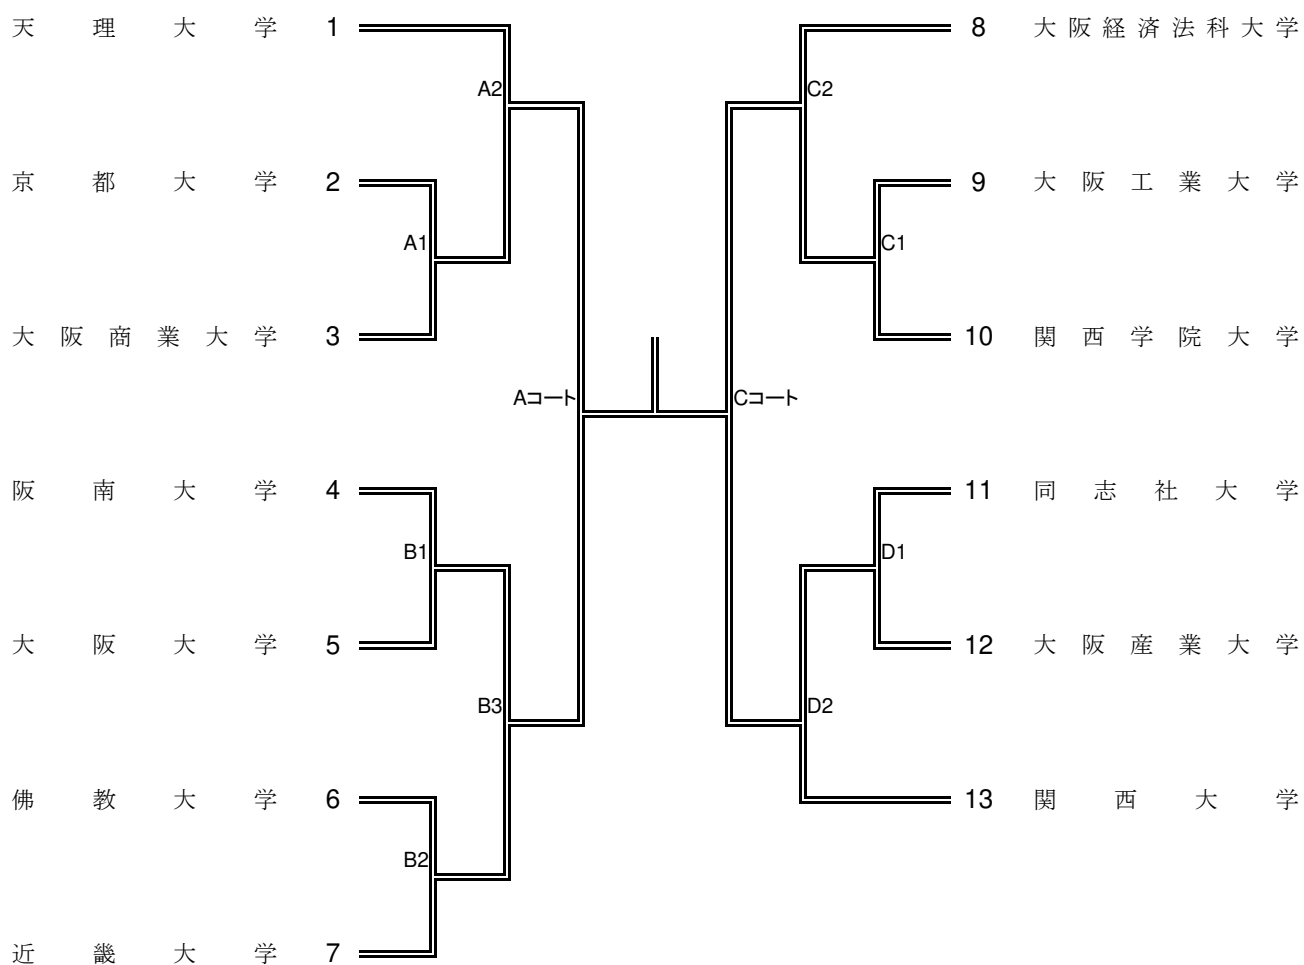 天理大学 1
A2
京都大学 2
A1
大阪商業大学 3
Aコート
阪南大学 4
B1
大阪大学 5
B3
佛教大学 6
B2
近畿大学 7
8 大阪経済法科大学
C2
9 大阪工業大学
C1
10 関西学院大学
Cコート
11 同志社大学
D1
12 大阪産業大学
D2
13 関西大学